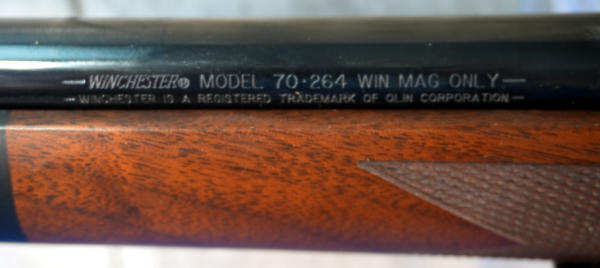 — WINCHESTER® MODEL 70·264 WIN MAG ONLY —
— WINCHESTER IS A REGISTERED TRADEMARK OF OLIN CORPORATION —